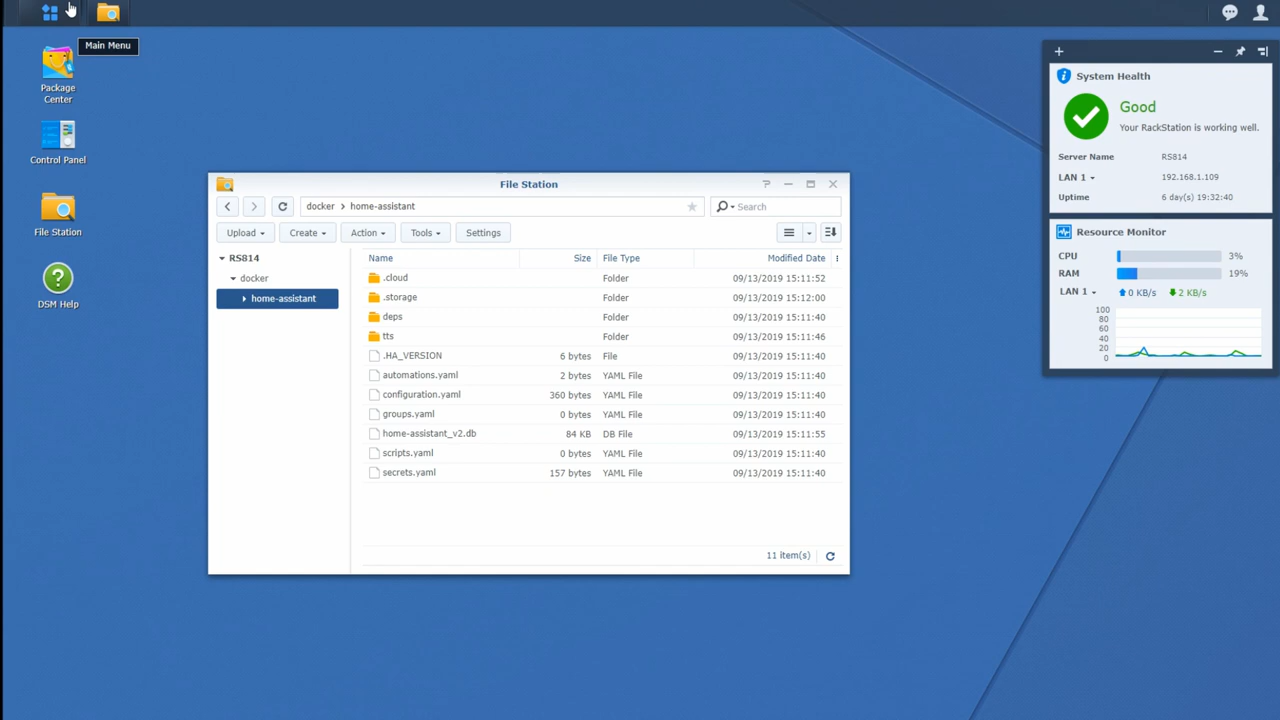 Main Menu
Package
Center
Control Panel
File Station
DSM Help
File Station
docker home-assistant
Search
Upload Create Action Tools Settings
RS814
docker
home-assistant
Name Size File Type Modified Date
.cloud Folder 09/13/2019 15:11:52
.storage Folder 09/13/2019 15:12:00
deps Folder 09/13/2019 15:11:40
tts Folder 09/13/2019 15:11:46
.HA_VERSION 6 bytes File 09/13/2019 15:11:40
automations.yaml 2 bytes YAML File 09/13/2019 15:11:40
configuration.yaml 360 bytes YAML File 09/13/2019 15:11:40
groups.yaml 0 bytes YAML File 09/13/2019 15:11:40
home-assistant_v2.db 84 KB DB File 09/13/2019 15:11:55
scripts.yaml 0 bytes YAML File 09/13/2019 15:11:40
secrets.yaml 157 bytes YAML File 09/13/2019 15:11:40
11 item(s)
System Health
Good
Your RackStation is working well.
Server Name RS814
LAN 1 192.168.1.109
Uptime 6 day(s) 19:32:40
Resource Monitor
CPU 3%
RAM 19%
LAN 1 0 KB/s 2 KB/s
100
80
60
40
20
0